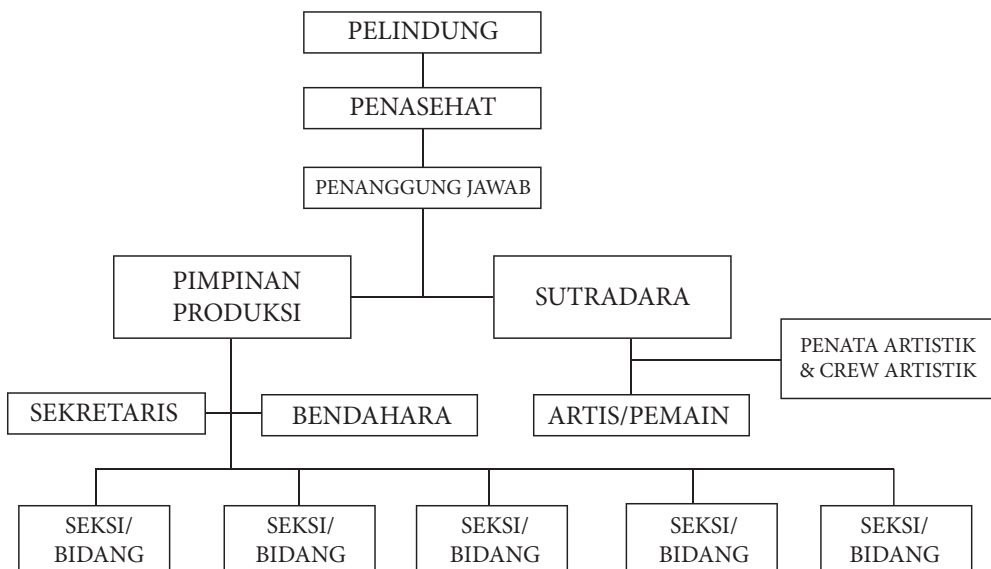 PELINDUNG
PENASEHAT
PENANGGUNG JAWAB
PIMPINAN
PRODUKSI
SUTRADARA
PENATA ARTISTIK
& CREW ARTISTIK
SEKRETARIS
BENDAHARA
ARTIS/PEMAIN
SEKSI/
BIDANG
SEKSI/
BIDANG
SEKSI/
BIDANG
SEKSI/
BIDANG
SEKSI/
BIDANG